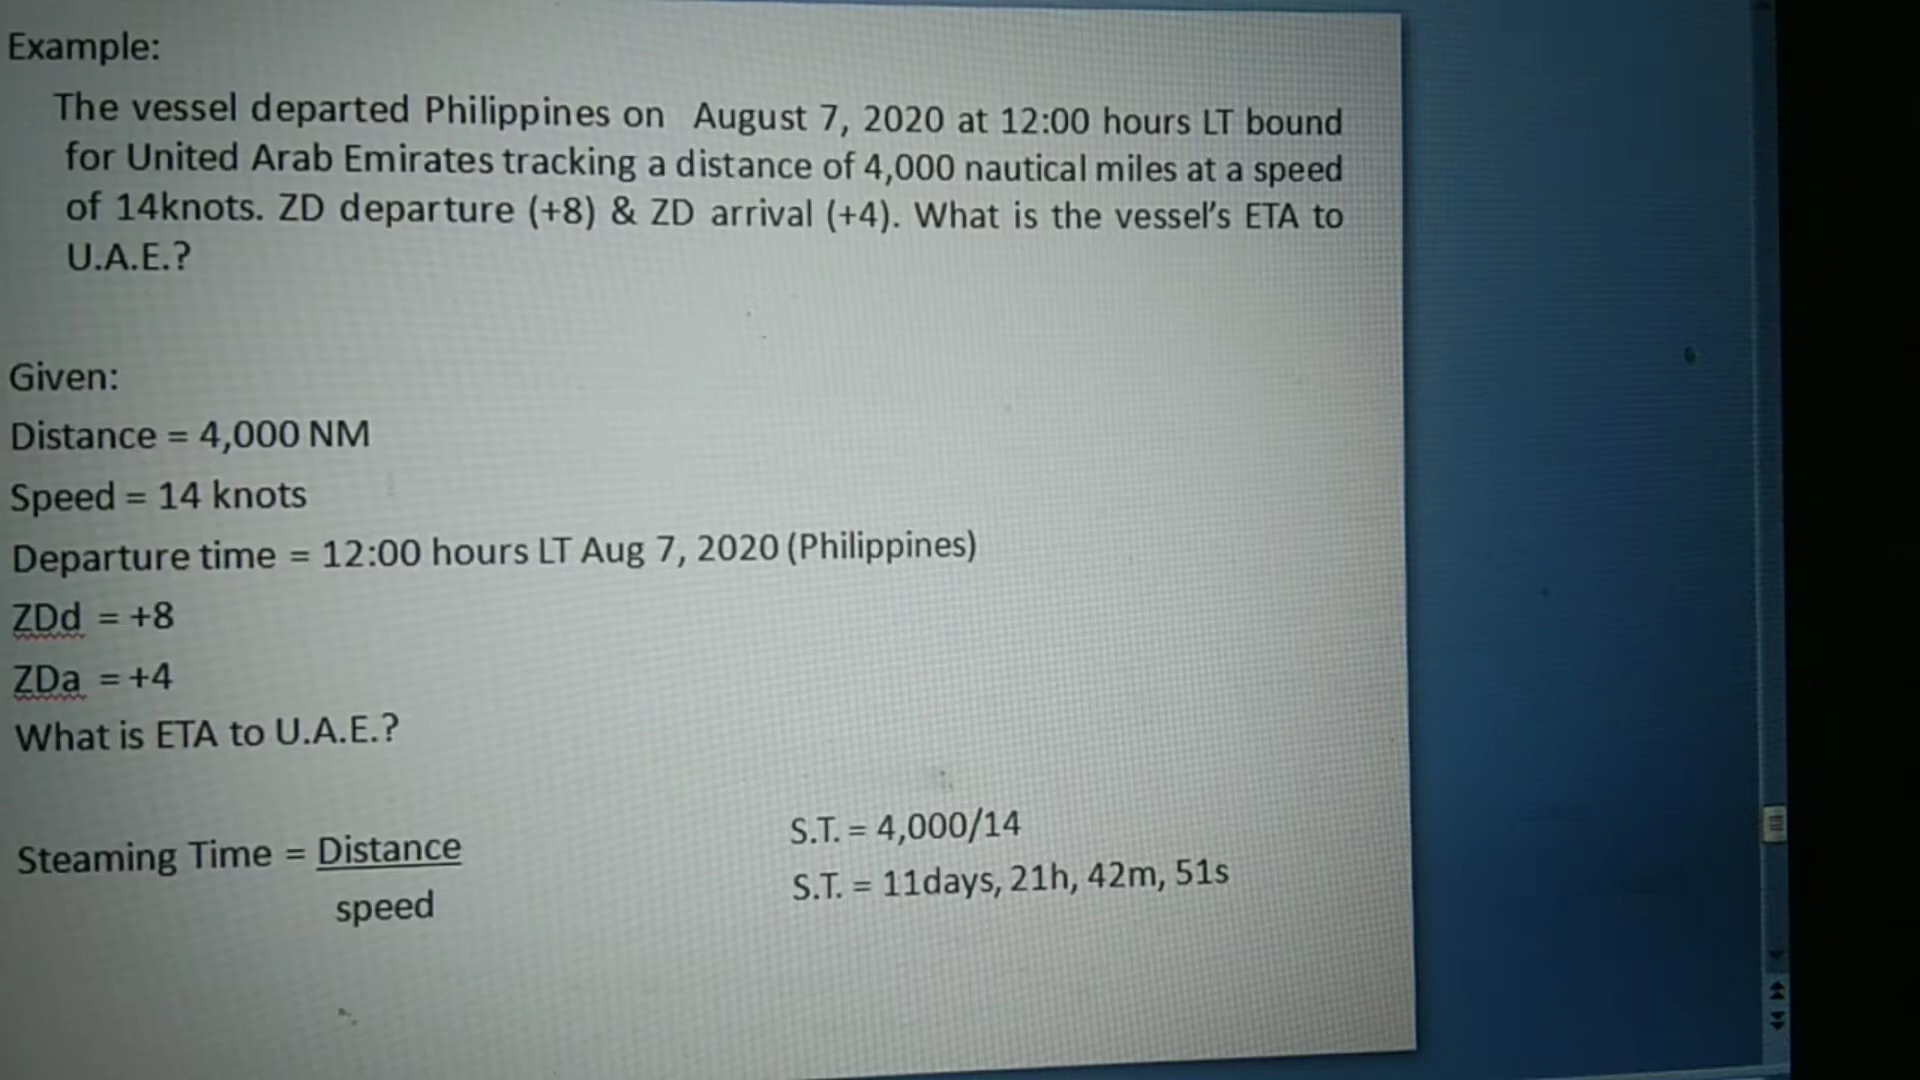 Example:
The vessel departed Philippines on August 7, 2020 at 12:00 hours LT bound
for United Arab Emirates tracking a distance of 4,000 nautical miles at a speed
of 14knots. ZD departure (+8) & ZD arrival (+4). What is the vessel's ETA to
U.A.E.?
Given:
Distance = 4,000 NM
Speed = 14 knots
Departure time = 12:00 hours LT Aug 7, 2020 (Philippines)
ZDd = +8
ZDa = +4
What is ETA to U.A.E.?
Steaming Time = Distance
speed
S.T. = 4,000/14
S.T. = 11days, 21h, 42m, 51s